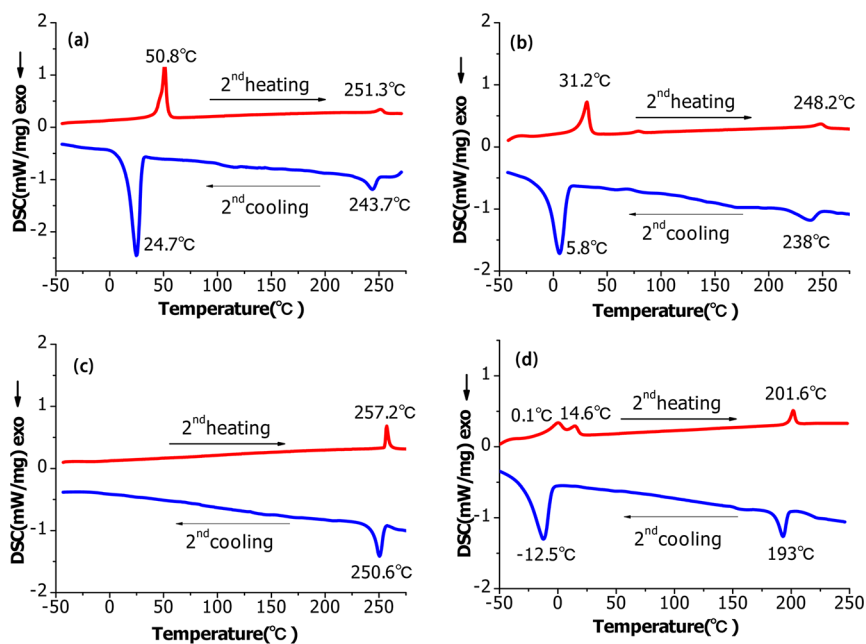 (a)
50.8℃
2nd heating
251.3℃
2nd cooling
24.7℃
243.7℃
DSC(mW/mg) exo
2
1
0
-1
-2
-50 0 50 100 150 200 250
Temperature(℃ )
(b)
31.2℃
2nd heating
248.2℃
2nd cooling
5.8℃
238℃
DSC(mW/mg) exo
2
1
0
-1
-2
-50 0 50 100 150 200 250
Temperature(℃ )
(c)
257.2℃
2nd heating
2nd cooling
250.6℃
DSC(mW/mg) exo
2
1
0
-1
-2
-50 0 50 100 150 200 250
Temperature(℃ )
(d)
0.1℃
14.6℃
2nd heating
201.6℃
2nd cooling
-12.5℃
193℃
DSC(mW/mg) exo
1
0
-1
-2
-50 0 50 100 150 200 250
Temperature(℃ )